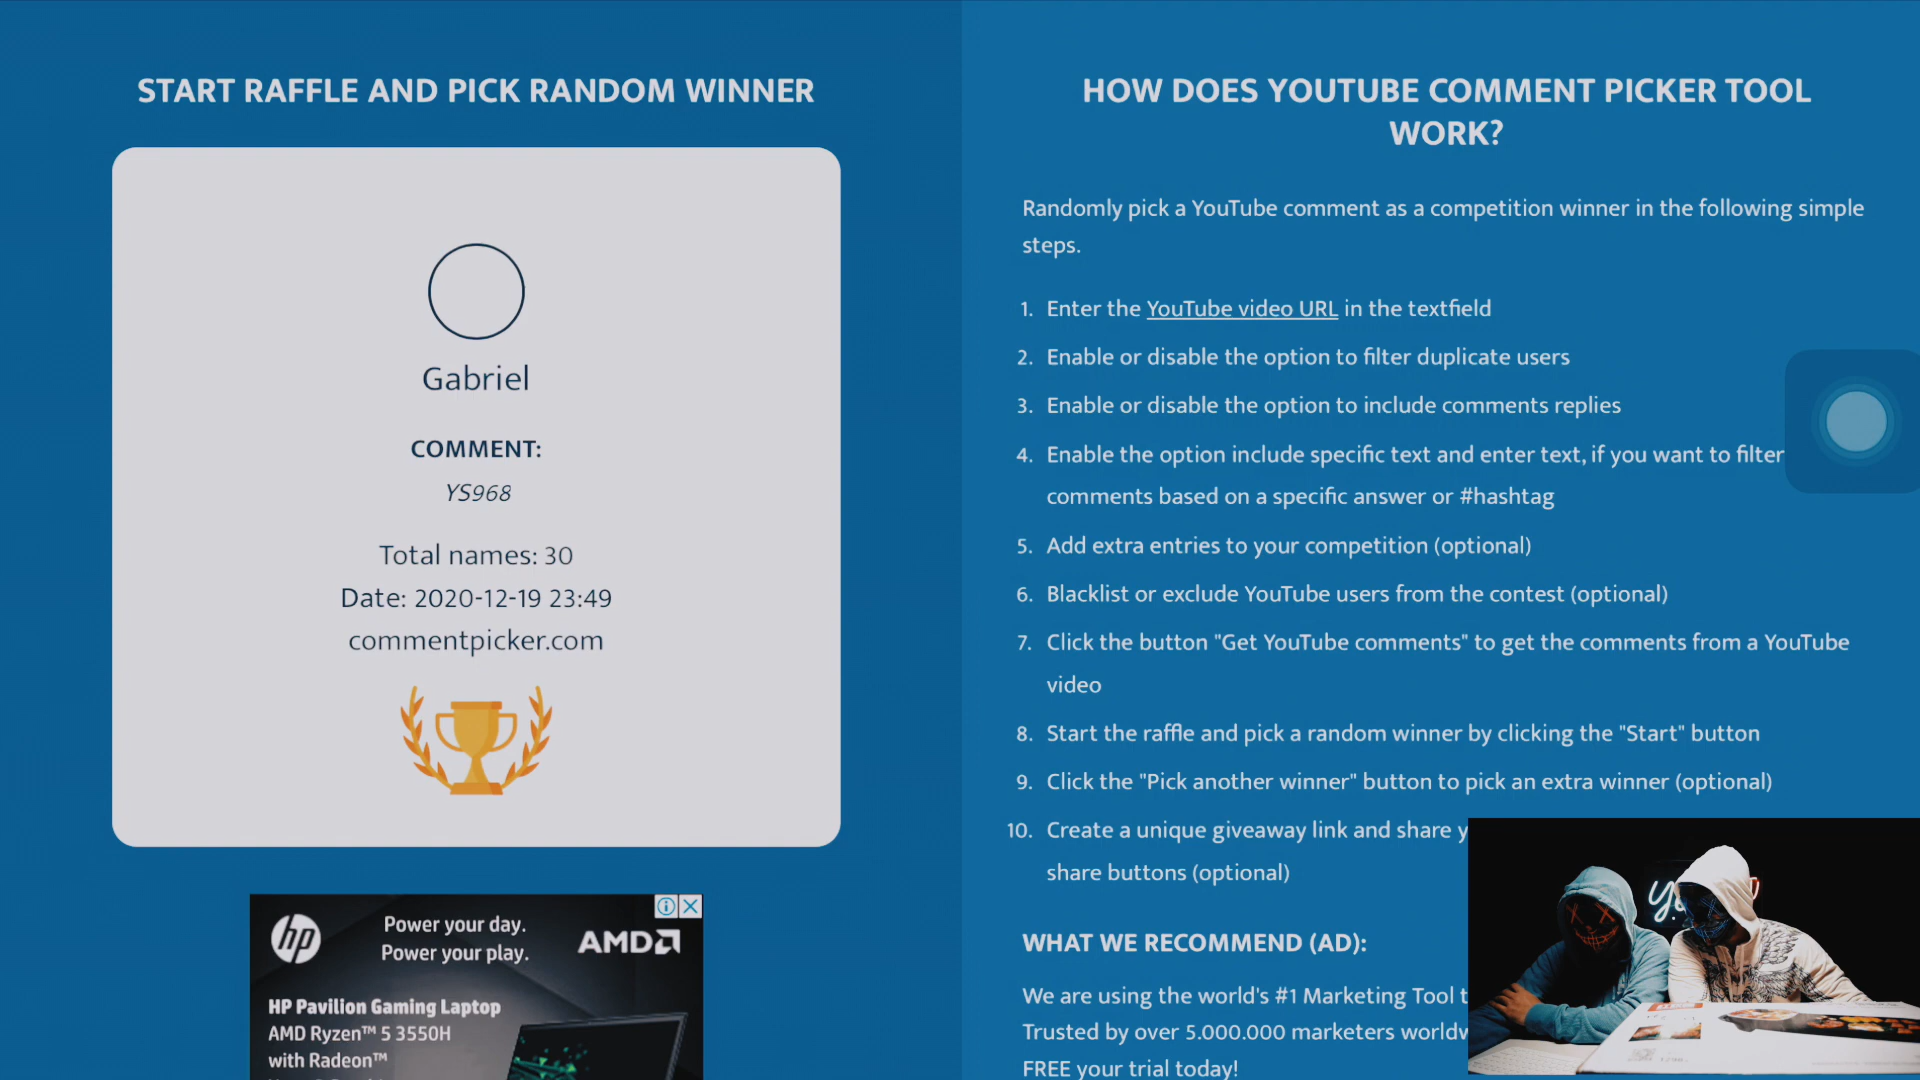 START RAFFLE AND PICK RANDOM WINNER
Gabriel
COMMENT:
YS968
Total names: 30
Date: 2020-12-19 23:49
commentpicker.com
hp
Power your day.
Power your play.
AMD
HP Pavilion Gaming Laptop
AMD Ryzen™ 5 3550H
with Radeon™
HOW DOES YOUTUBE COMMENT PICKER TOOL
WORK?
Randomly pick a YouTube comment as a competition winner in the following simple
steps.
1. Enter the YouTube video URL in the textfield
2. Enable or disable the option to filter duplicate users
3. Enable or disable the option to include comments replies
4. Enable the option include specific text and enter text, if you want to filter
comments based on a specific answer or #hashtag
5. Add extra entries to your competition (optional)
6. Blacklist or exclude YouTube users from the contest (optional)
7. Click the button "Get YouTube comments" to get the comments from a YouTube
video
8. Start the raffle and pick a random winner by clicking the "Start" button
9. Click the "Pick another winner" button to pick an extra winner (optional)
10. Create a unique giveaway link and share y
share buttons (optional)
WHAT WE RECOMMEND (AD):
We are using the world's #1 Marketing Tool t
Trusted by over 5.000.000 marketers worldw
FREE your trial today!